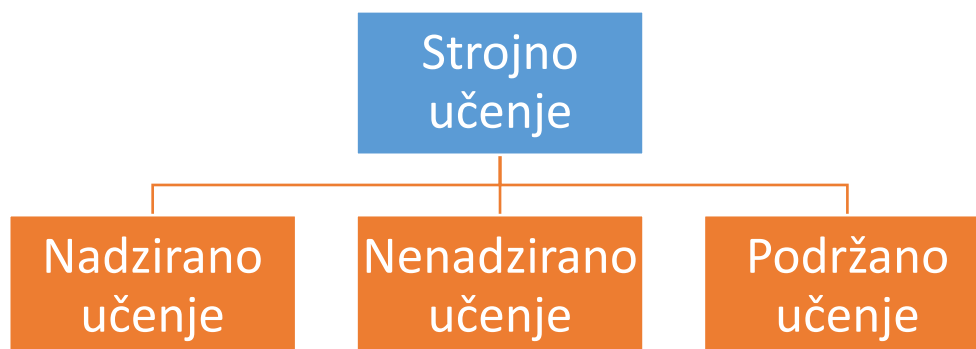 Strojno
učenje
Nadzirano
učenje
Nenadzirano
učenje
Podržano
učenje